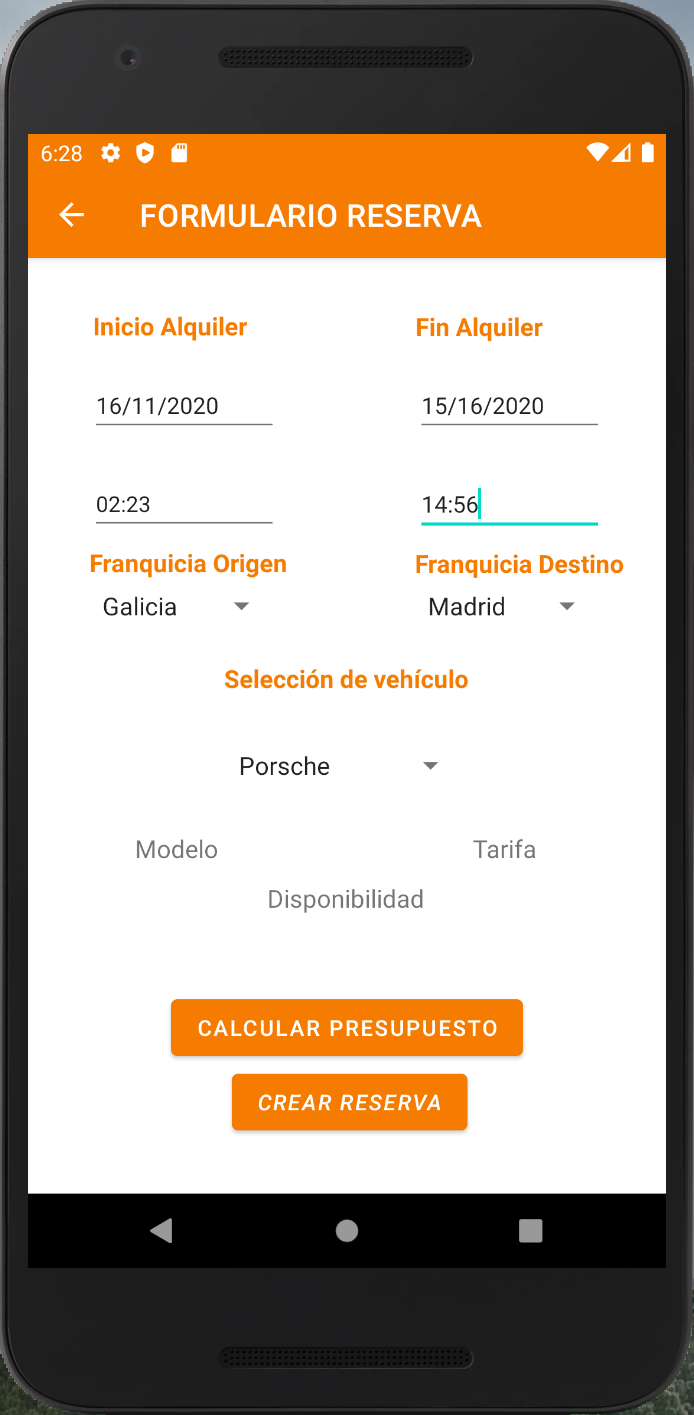 6:28
FORMULARIO RESERVA
Inicio Alquiler Fin Alquiler
16/11/2020 15/16/2020
02:23 14:56
Franquicia Origen Franquicia Destino
Galicia Madrid
Selección de vehículo
Porsche
Modelo Tarifa
Disponibilidad
CALCULAR PRESUPUESTO
CREAR RESERVA